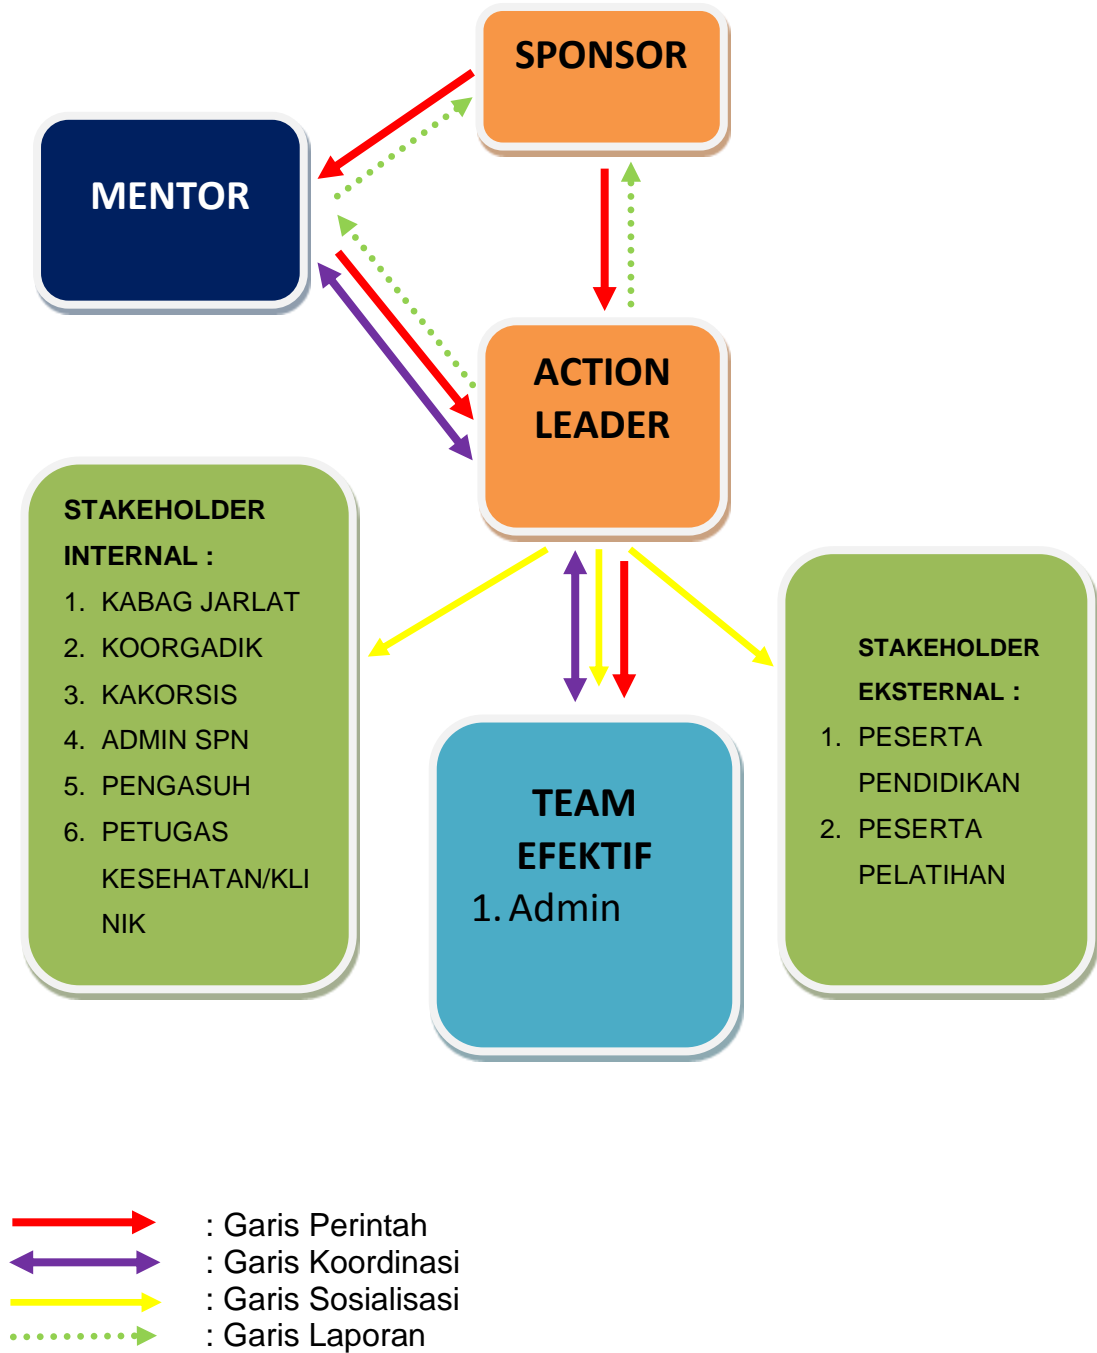 SPONSOR
MENTOR
ACTION
LEADER
STAKEHOLDER
INTERNAL :
1. KABAG JARLAT
2. KOORGADIK
3. KAKORSIS
4. ADMIN SPN
5. PENGASUH
6. PETUGAS
KESEHATAN/KLI
NIK
TEAM
EFEKTIF
1. Admin
STAKEHOLDER
EKSTERNAL :
1. PESERTA
PENDIDIKAN
2. PESERTA
PELATIHAN
: Garis Perintah
: Garis Koordinasi
: Garis Sosialisasi
: Garis Laporan